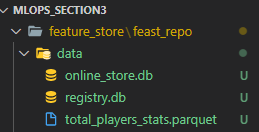 MLOPS_SECTION3
feature_store\feast_repo
data
online_store.db U
registry.db U
total_players_stats.parquet U